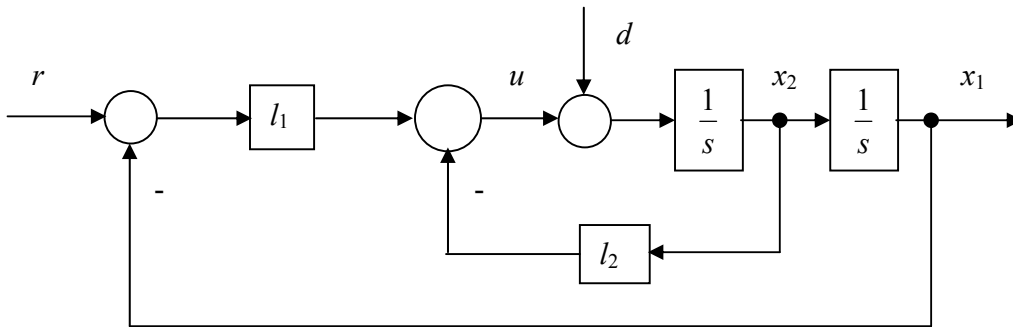 r
l₁
u
d
1
s
x₂
1
s
x₁
-
-
l₂